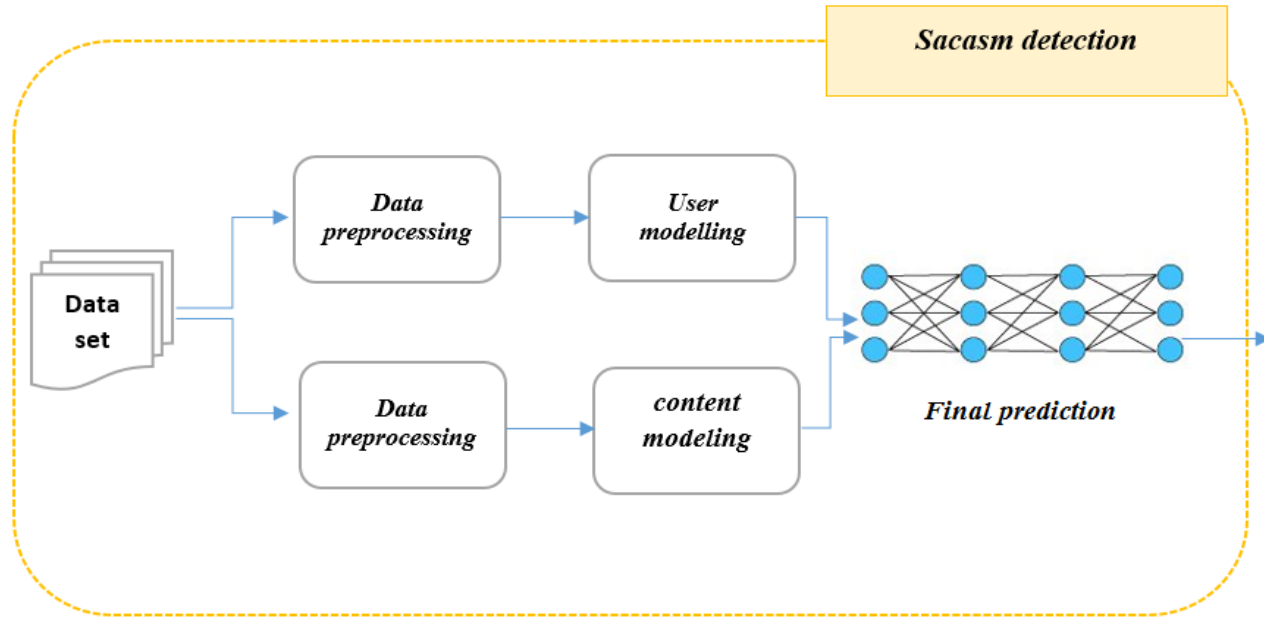 Sacasm detection
Data
preprocessing
User
modelling
Data
set
Data
preprocessing
content
modeling
Final prediction